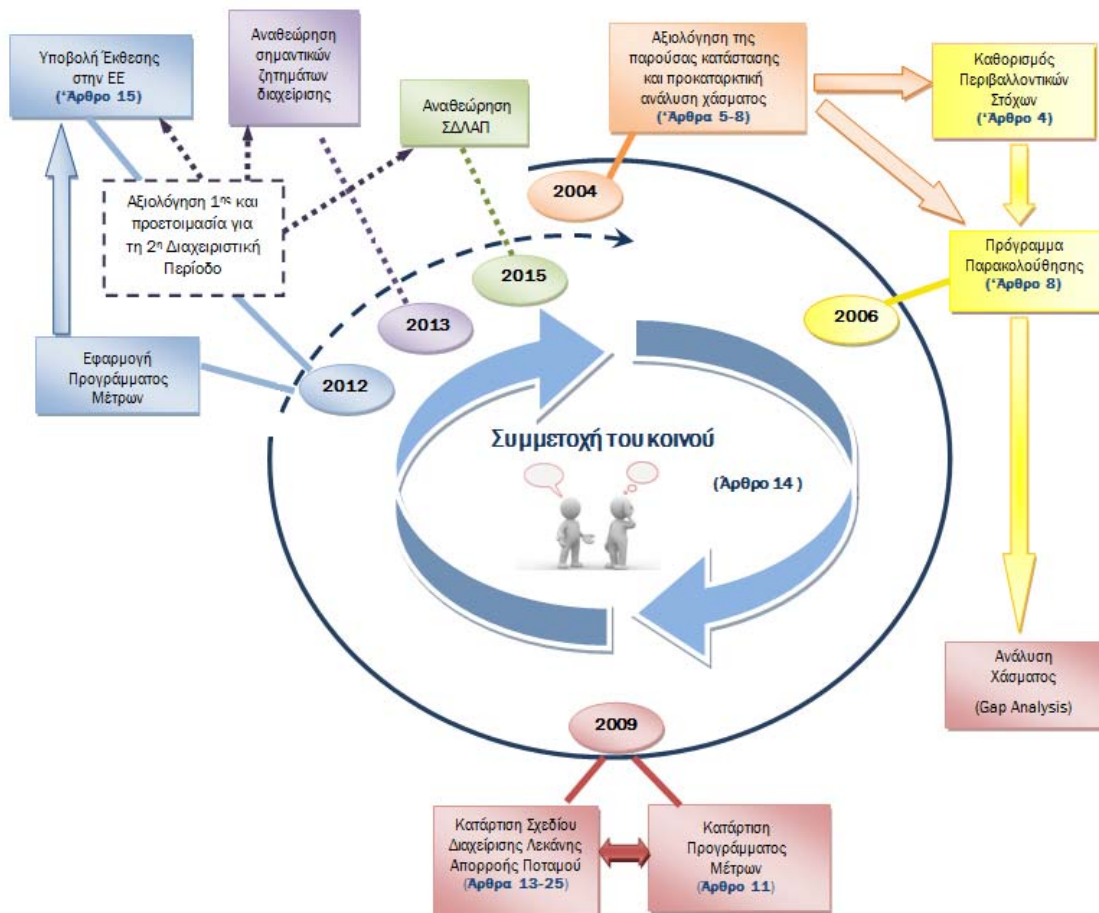 Υποβολή Έκθεσης
στην ΕΕ
(‘Άρθρο 15)
Αναθεώρηση
σημαντικών
ζητημάτων
διαχείρισης
Αναθεώρηση
ΣΔΛΑΠ
Αξιολόγηση της
παρούσας κατάστασης
και προκαταρκτική
ανάλυση χάσματος
(‘Άρθρα 5-8)
Καθορισμός
Περιβαλλοντικών
Στόχων
(‘Άρθρο 4)
Αξιολόγηση 1ης και
προετοιμασία για
τη 2η Διαχειριστική
Περίοδο
2004
2015
2013
2012
2006
Πρόγραμμα
Παρακολούθησης
(‘Άρθρο 8)
Εφαρμογή
Προγράμματος
Μέτρων
Συμμετοχή του κοινού
(Άρθρο 14 )
Ανάλυση
Χάσματος
(Gap Analysis)
2009
Κατάρτιση Σχεδίου
Διαχείρισης Λεκάνης
Απορροής Ποταμού
(Άρθρα 13-25)
Κατάρτιση
Προγράμματος
Μέτρων
(Άρθρο 11)